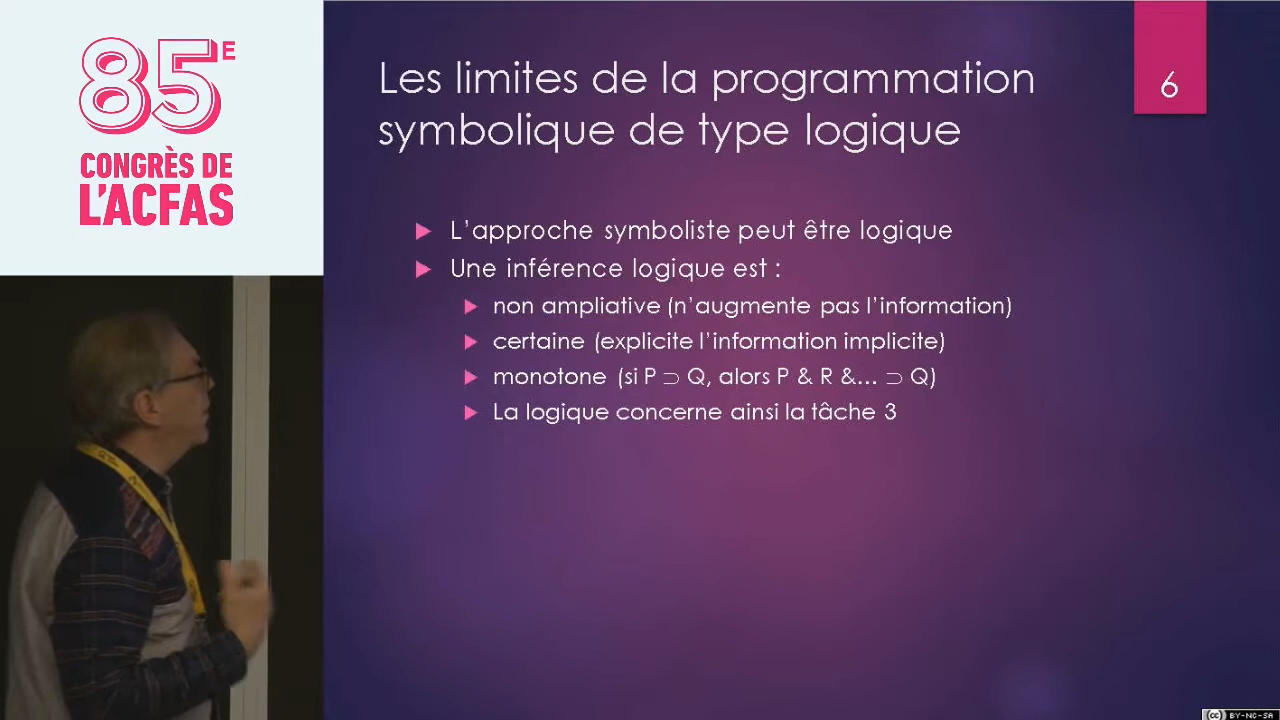 85E
CONGRÈS DE
L'ACFAS
Les limites de la programmation
symbolique de type logique
6
L'approche symboliste peut être logique
Une inférence logique est :
non ampliative (n'augmente pas l'information)
certaine (explicite l'information implicite)
monotone (si P ⊃ Q, alors P & R &... ⊃ Q)
La logique concerne ainsi la tâche 3
cc BY-NC-SA